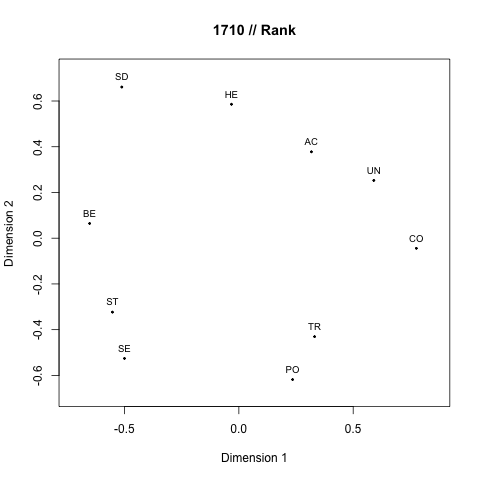 1710 // Rank
SD
HE
AC
UN
BE
CO
ST
TR
SE
PO
0.6
0.4
0.2
0.0
-0.2
-0.4
-0.6
Dimension 2
-0.5
0.0
0.5
Dimension 1